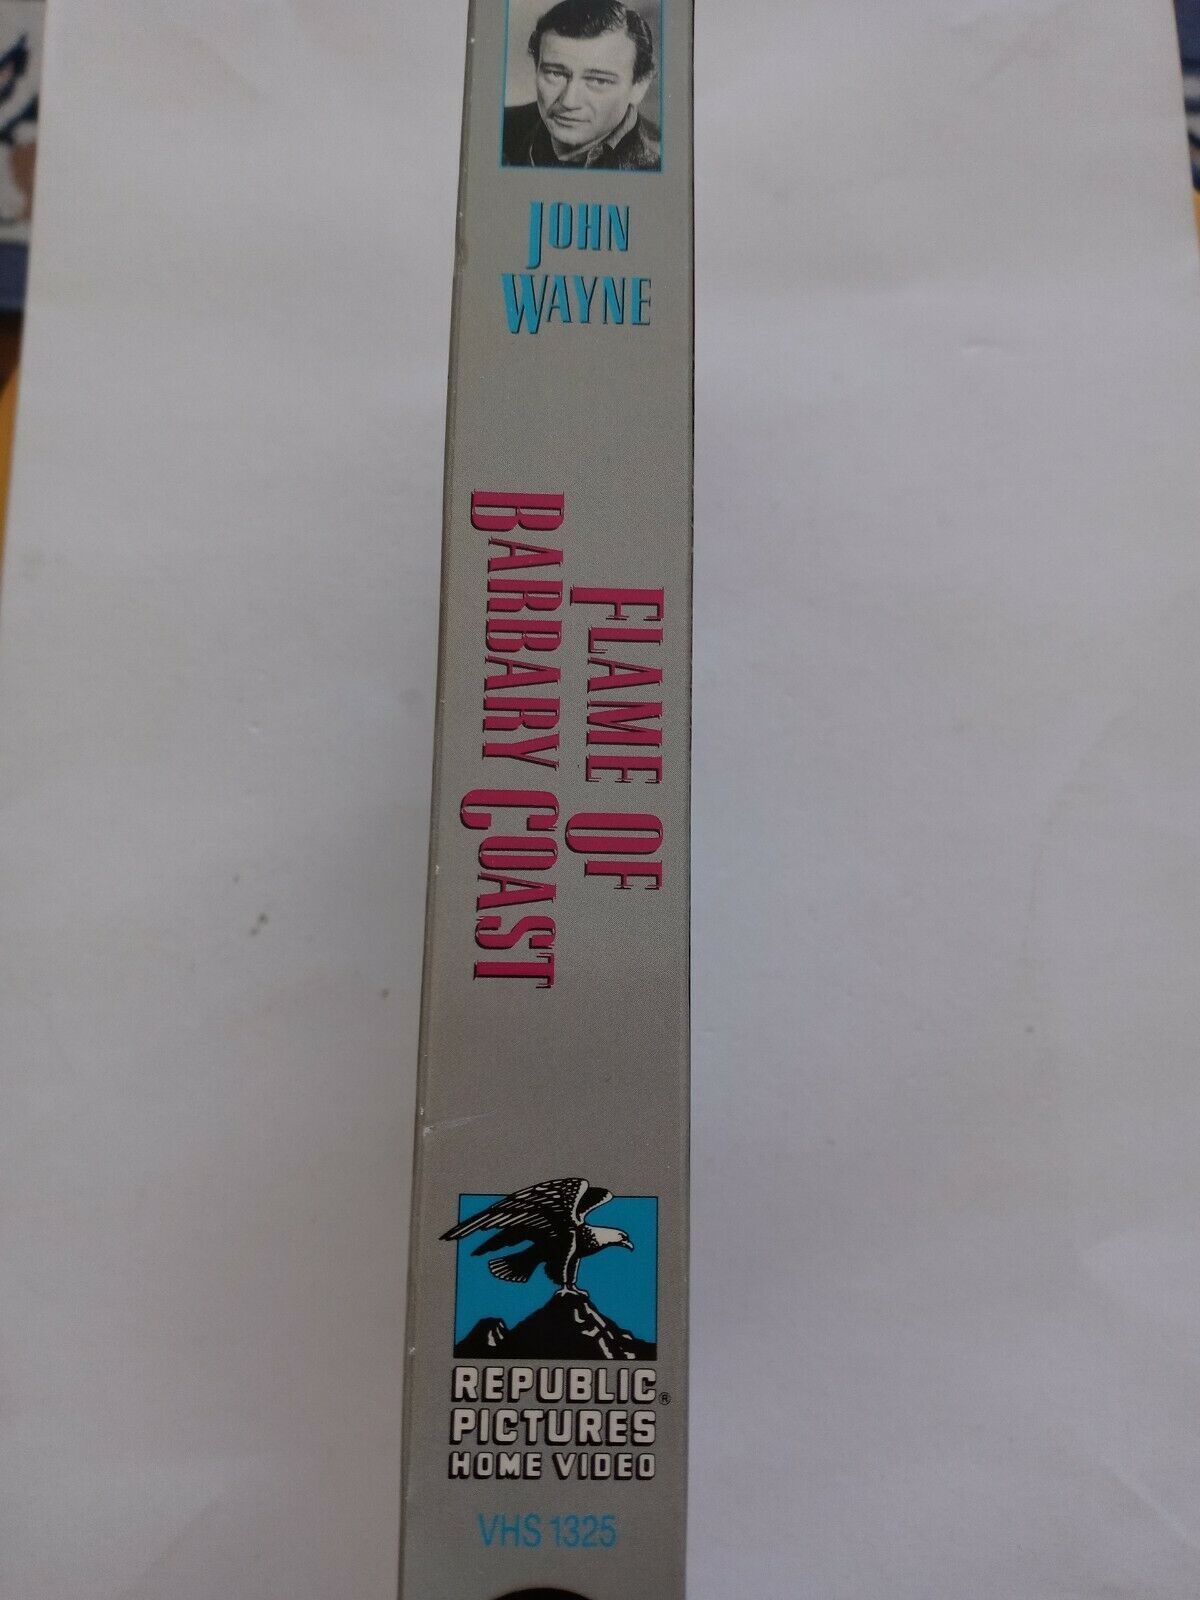 JOHN
WAYNE
FLAME OF
BARBARY COAST
REPUBLIC®
PICTURES
HOME VIDEO
VHS 1325